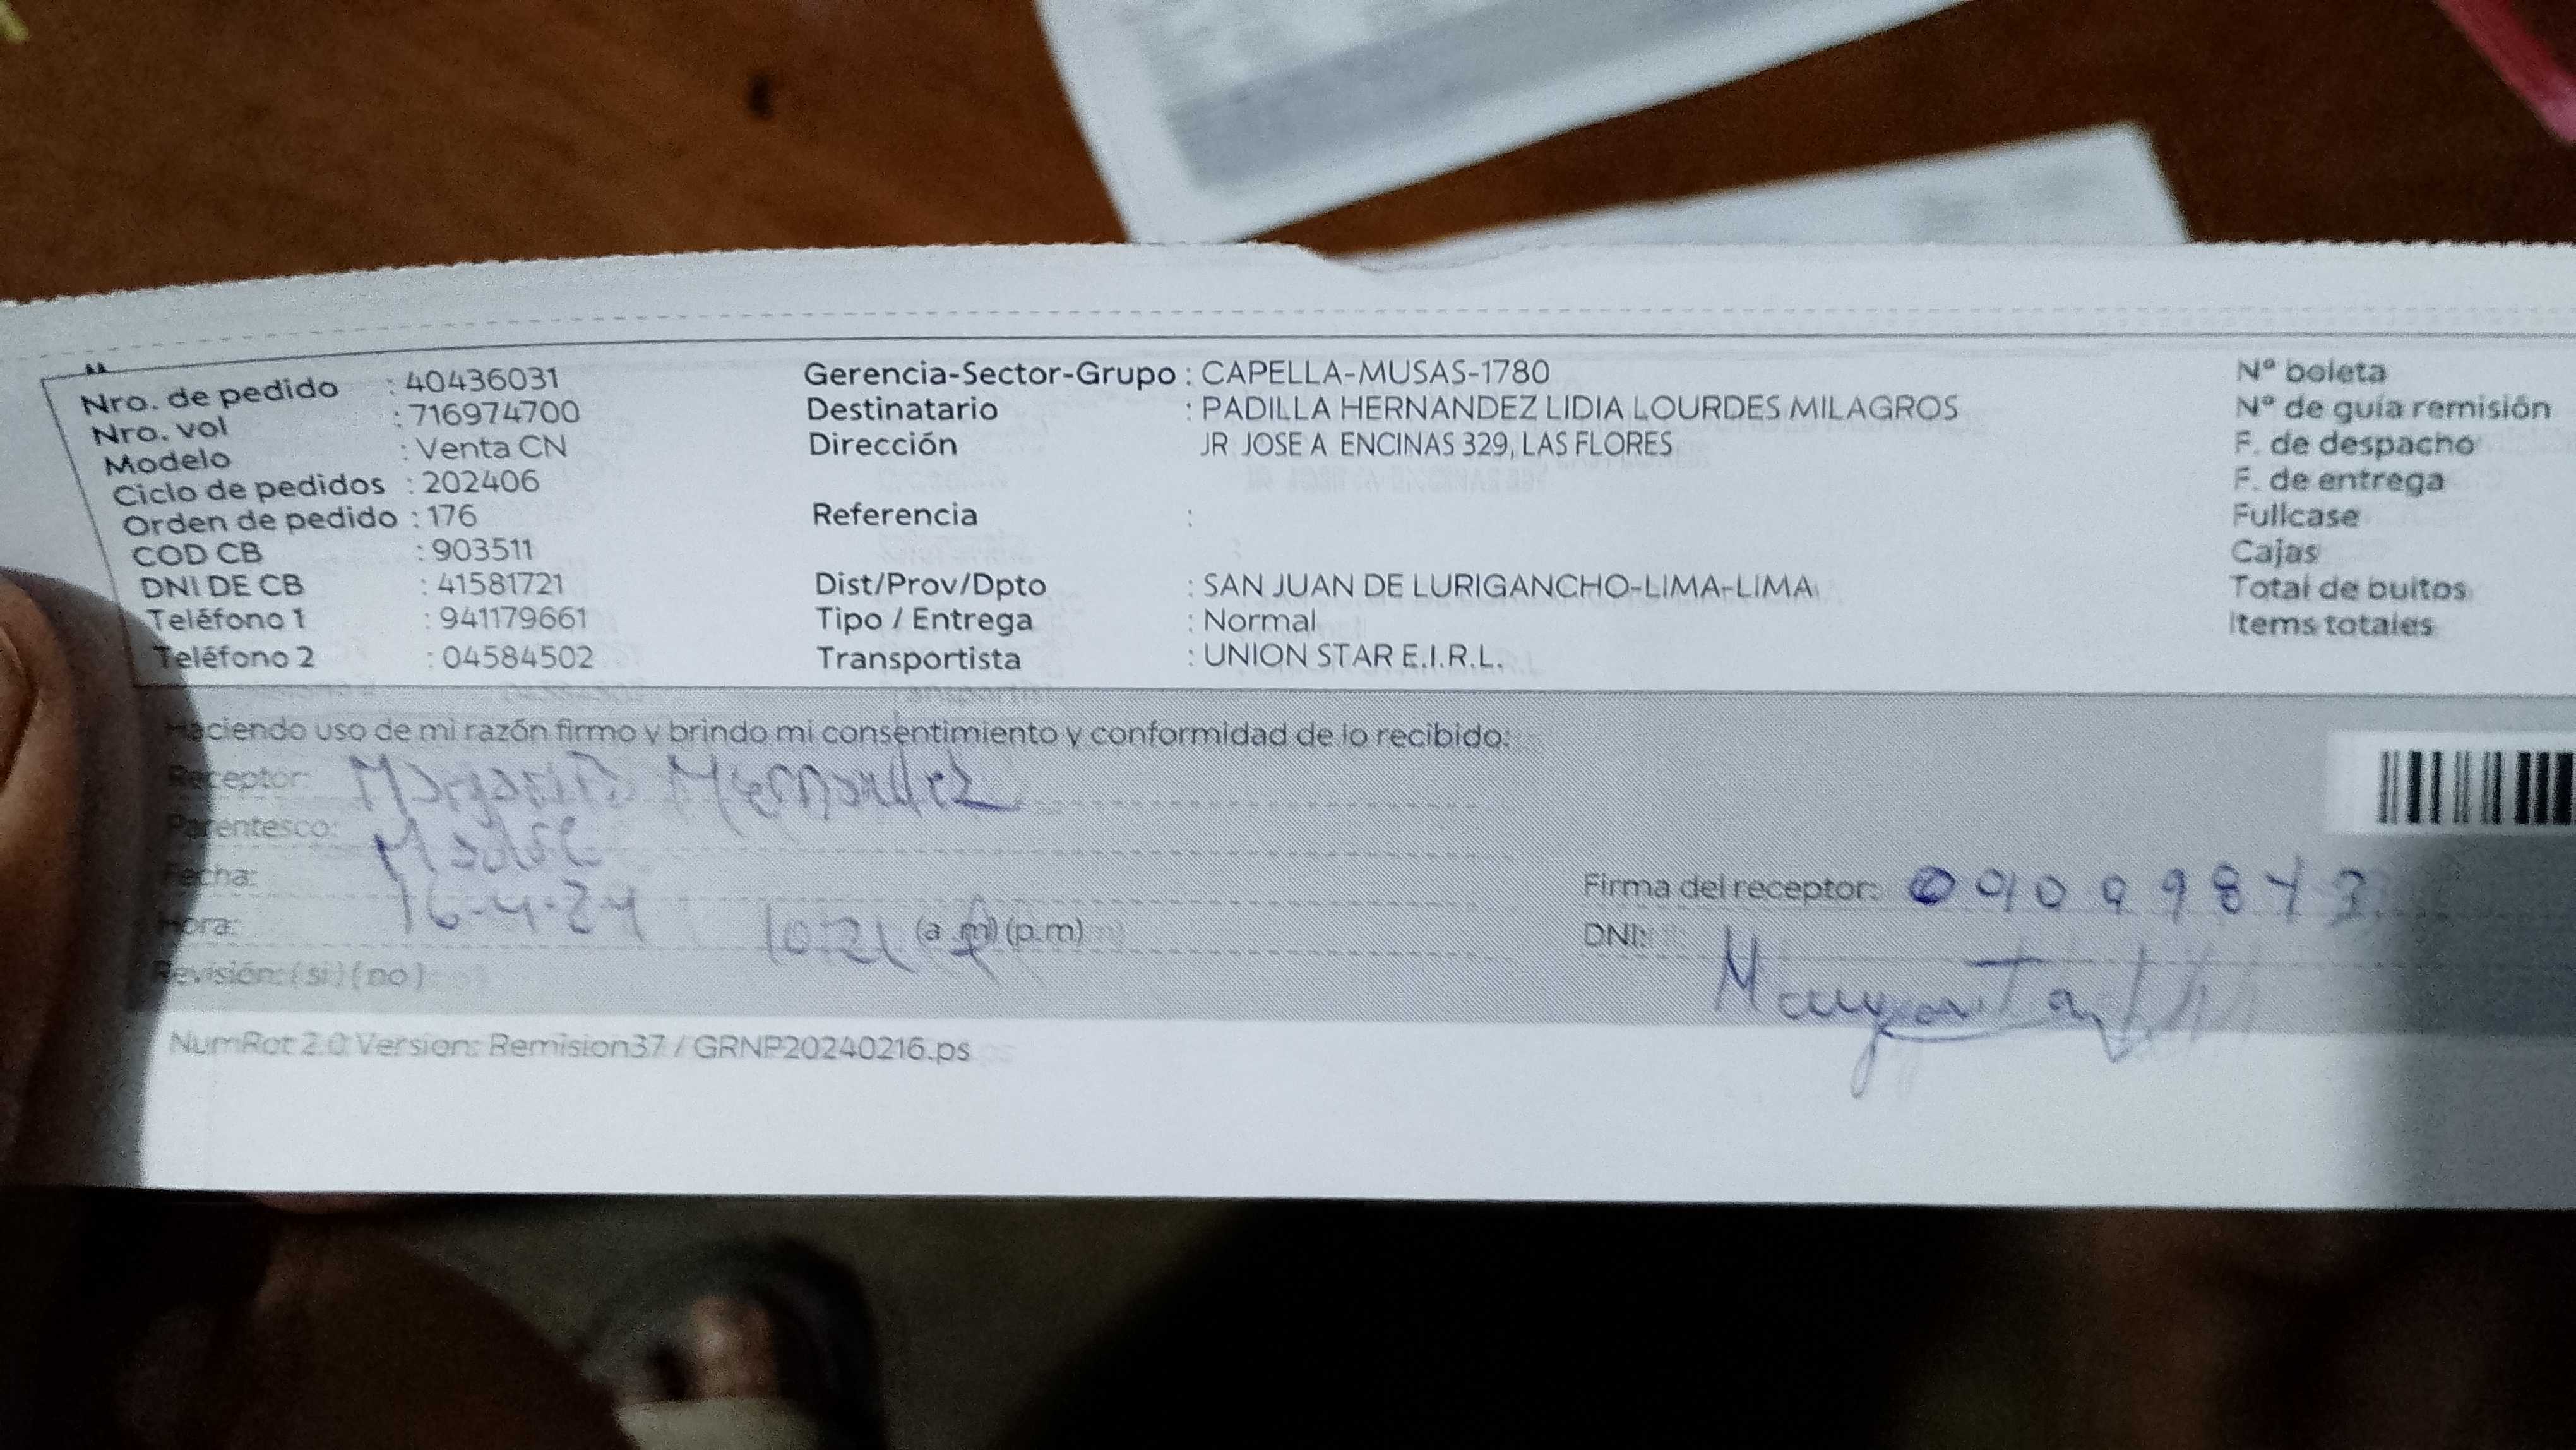 Nro. de pedido : 40436031
Nro. vol : 716974700
Modelo : Venta CN
Ciclo de pedidos : 202406
Orden de pedido : 176
COD CB : 903511
DNI DE CB : 41581721
Teléfono 1 : 941179661
Teléfono 2 : 04584502
Gerencia-Sector-Grupo : CAPELLA-MUSAS-1780
Destinatario : PADILLA HERNANDEZ LIDIA LOURDES MILAGROS
Dirección JR JOSE A ENCINAS 329, LAS FLORES
Referencia :
Dist/Prov/Dpto : SAN JUAN DE LURIGANCHO-LIMA-LIMA
Tipo / Entrega : Normal
Transportista : UNION STAR E.I.R.L.
Nº boleta
Nº de guía remisión
F. de despacho
F. de entrega
Fullcase
Cajas
Total de bultos
Items totales
Haciendo uso de mi razón firmo y brindo mi consentimiento y conformidad de lo recibido:
Receptor: Margarita Hernandez
Parentesco: Madre
Fecha: 16-4-24
Hora: 10:21 (a.m) (p.m)
Revisión: (si) (no)
Firma del receptor:
DNI:
NumRot 2.0 Version: Remision37 / GRNP20240216.ps